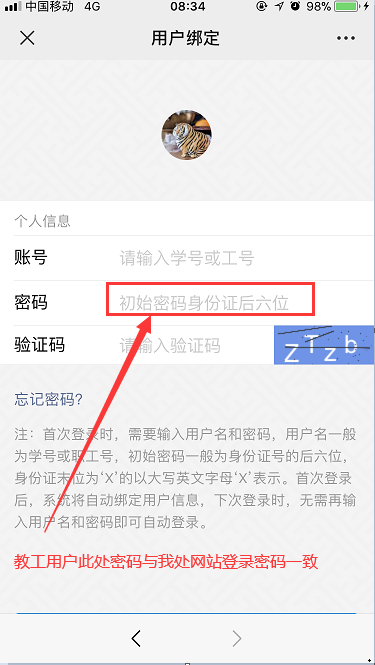 中国移动 4G 08:34 98%
用户绑定
个人信息
账号 请输入学号或工号
密码 初始密码身份证后六位
验证码 请输入验证码 ZTzb
忘记密码?
注：首次登录时，需要输入用户名和密码，用户名一般
为学号或职工号，初始密码一般为身份证号的后六位，
身份证末位为‘X’的以大写英文字母‘X’表示。首次登录
后，系统将自动绑定用户信息，下次登录时，无需再输
入用户名和密码即可自动登录。
教工用户此处密码与我处网站登录密码一致